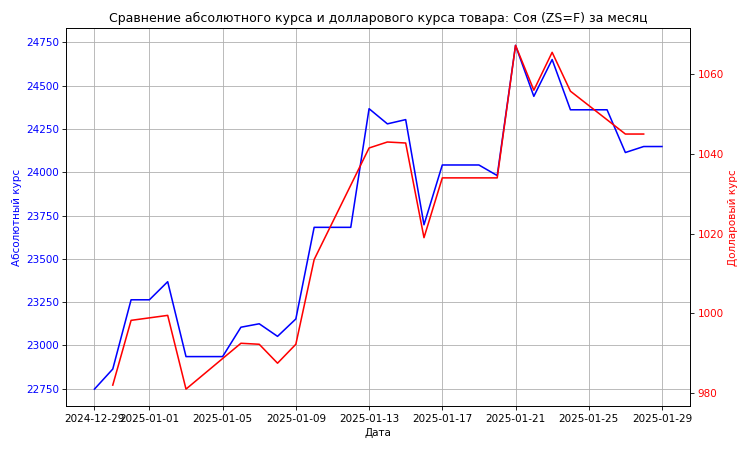 Сравнение абсолютного курса и долларового курса товара: Соя (ZS=F) за месяц
24750
24500
24250
24000
23750
23500
23250
23000
22750
Абсолютный курс
1060
1040
1020
1000
980
Долларовый курс
2024-12-29 2025-01-01 2025-01-05 2025-01-09 2025-01-13 2025-01-17 2025-01-21 2025-01-25 2025-01-29
Дата